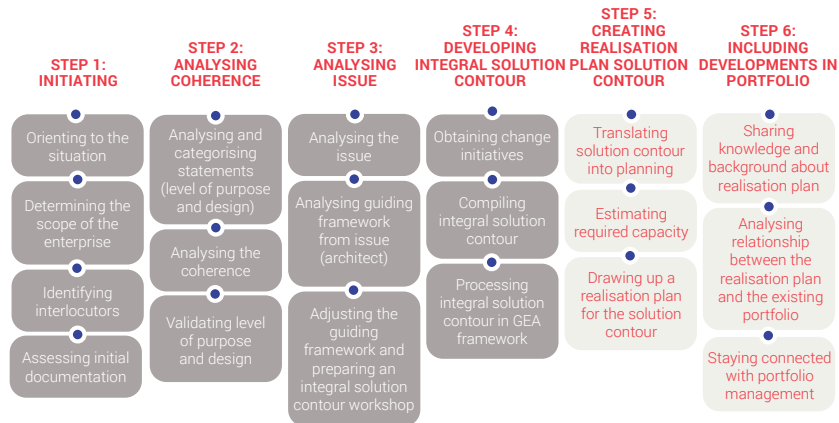 STEP 1:
INITIATING
Orienting to the
situation
Determining the
scope of the
enterprise
Identifying
interlocutors
Assessing initial
documentation
STEP 2:
ANALYSING
COHERENCE
Analysing and
categorising
statements
(level of purpose
and design)
Analysing the
coherence
Validating level
of purpose
and design
STEP 3:
ANALYSING
ISSUE
Analysing the
issue
Analysing guiding
framework
from issue
(architect)
Adjusting the
guiding
framework and
preparing an
integral solution
contour workshop
STEP 4:
DEVELOPING
INTEGRAL SOLUTION
CONTOUR
Obtaining change
initiatives
Compiling
integral solution
contour
Processing
integral solution
contour in GEA
framework
STEP 5:
CREATING
REALISATION
PLAN SOLUTION
CONTOUR
Translating
solution contour
into planning
Estimating
required capacity
Drawing up a
realisation plan
for the solution
contour
STEP 6:
INCLUDING
DEVELOPMENTS IN
PORTFOLIO
Sharing
knowledge and
background about
realisation plan
Analysing
relationship
between the
realisation plan
and the existing
portfolio
Staying connected
with portfolio
management